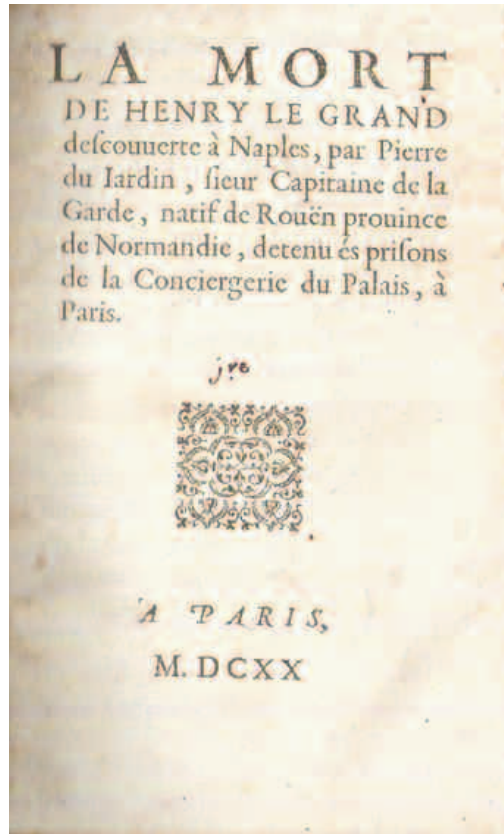 LA MORT
DE HENRY LE GRAND
deſcouuerte à Naples, par Pierre
du Iardin, ſieur Capitaine de la
Garde, natif de Rouën prouince
de Normandie, detenu és priſons
de la Conciergerie du Palais, à
Paris.
A PARIS,
M. DCXX